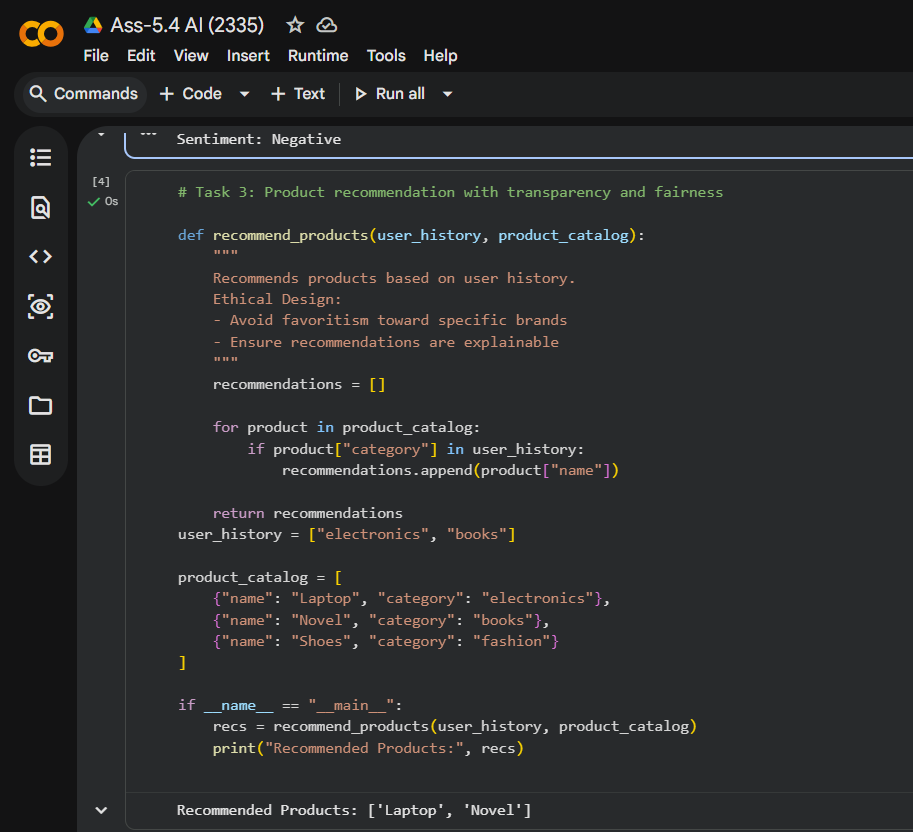 Ass-5.4 AI (2335)
File Edit View Insert Runtime Tools Help
Commands + Code + Text Run all
Sentiment: Negative
[4]
0s
# Task 3: Product recommendation with transparency and fairness
def recommend_products(user_history, product_catalog):
    """
    Recommends products based on user history.
    Ethical Design:
    - Avoid favoritism toward specific brands
    - Ensure recommendations are explainable
    """
    recommendations = []
    for product in product_catalog:
        if product["category"] in user_history:
            recommendations.append(product["name"])
    return recommendations
user_history = ["electronics", "books"]
product_catalog = [
    {"name": "Laptop", "category": "electronics"},
    {"name": "Novel", "category": "books"},
    {"name": "Shoes", "category": "fashion"}
]
if __name__ == "__main__":
    recs = recommend_products(user_history, product_catalog)
    print("Recommended Products:", recs)
Recommended Products: ['Laptop', 'Novel']